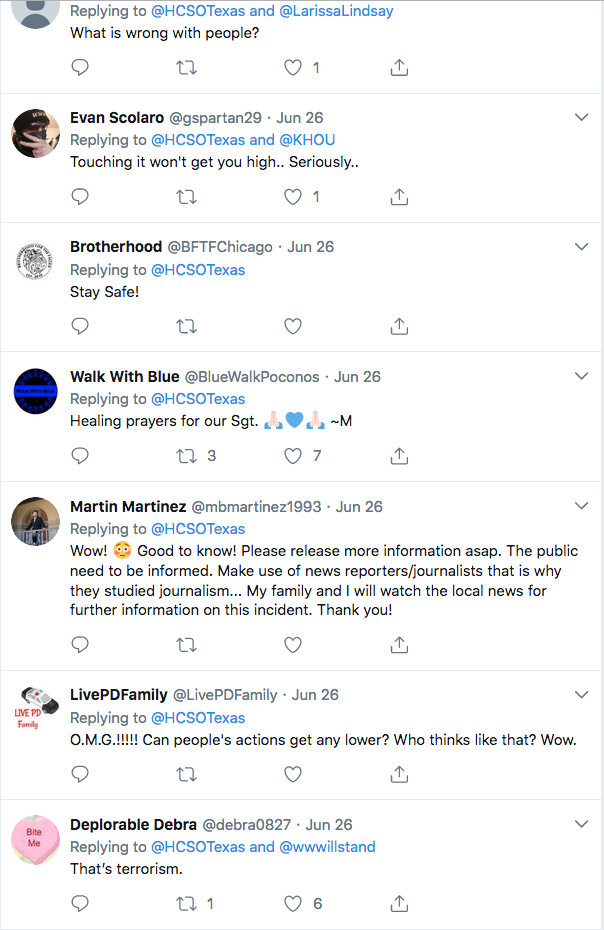 Replying to @HCSOTexas and @LarissaLindsay
What is wrong with people?
1
Evan Scolaro @gspartan29 · Jun 26
Replying to @HCSOTexas and @KHOU
Touching it won't get you high.. Seriously..
1
Brotherhood @BFTFChicago · Jun 26
Replying to @HCSOTexas
Stay Safe!
Walk With Blue @BlueWalkPoconos · Jun 26
Replying to @HCSOTexas
Healing prayers for our Sgt. 🙏🏻💙🙏🏻 ~M
3 7
Martin Martinez @mbmartinez1993 · Jun 26
Replying to @HCSOTexas
Wow! 😳 Good to know! Please release more information asap. The public
need to be informed. Make use of news reporters/journalists that is why
they studied journalism... My family and I will watch the local news for
further information on this incident. Thank you!
LIVE PD
Family
LivePDFamily @LivePDFamily · Jun 26
Replying to @HCSOTexas
O.M.G.!!!!! Can people's actions get any lower? Who thinks like that? Wow.
Bite
Me
Deplorable Debra @debra0827 · Jun 26
Replying to @HCSOTexas and @wwwillstand
That's terrorism.
1 6